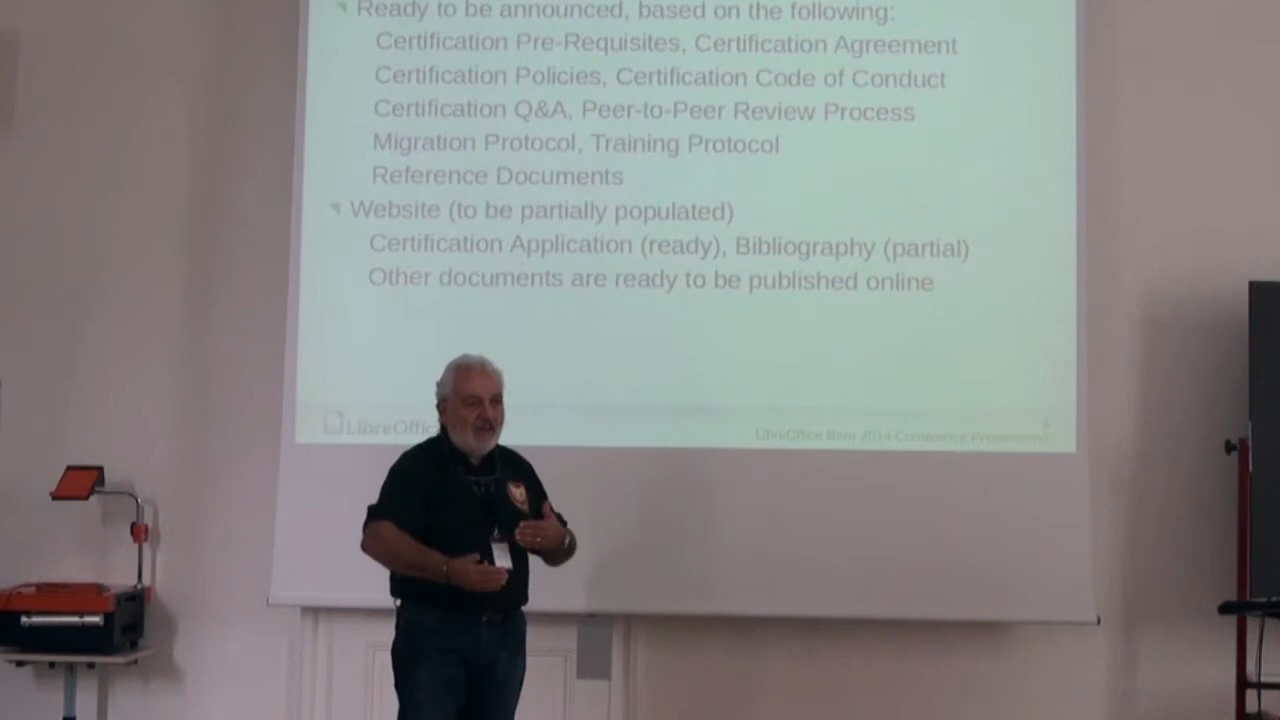 Ready to be announced, based on the following:
Certification Pre-Requisites, Certification Agreement
Certification Policies, Certification Code of Conduct
Certification Q&A, Peer-to-Peer Review Process
Migration Protocol, Training Protocol
Reference Documents
Website (to be partially populated)
Certification Application (ready), Bibliography (partial)
Other documents are ready to be published online
LibreOffic
LibreOffice Bern 2014 Conference Presentation